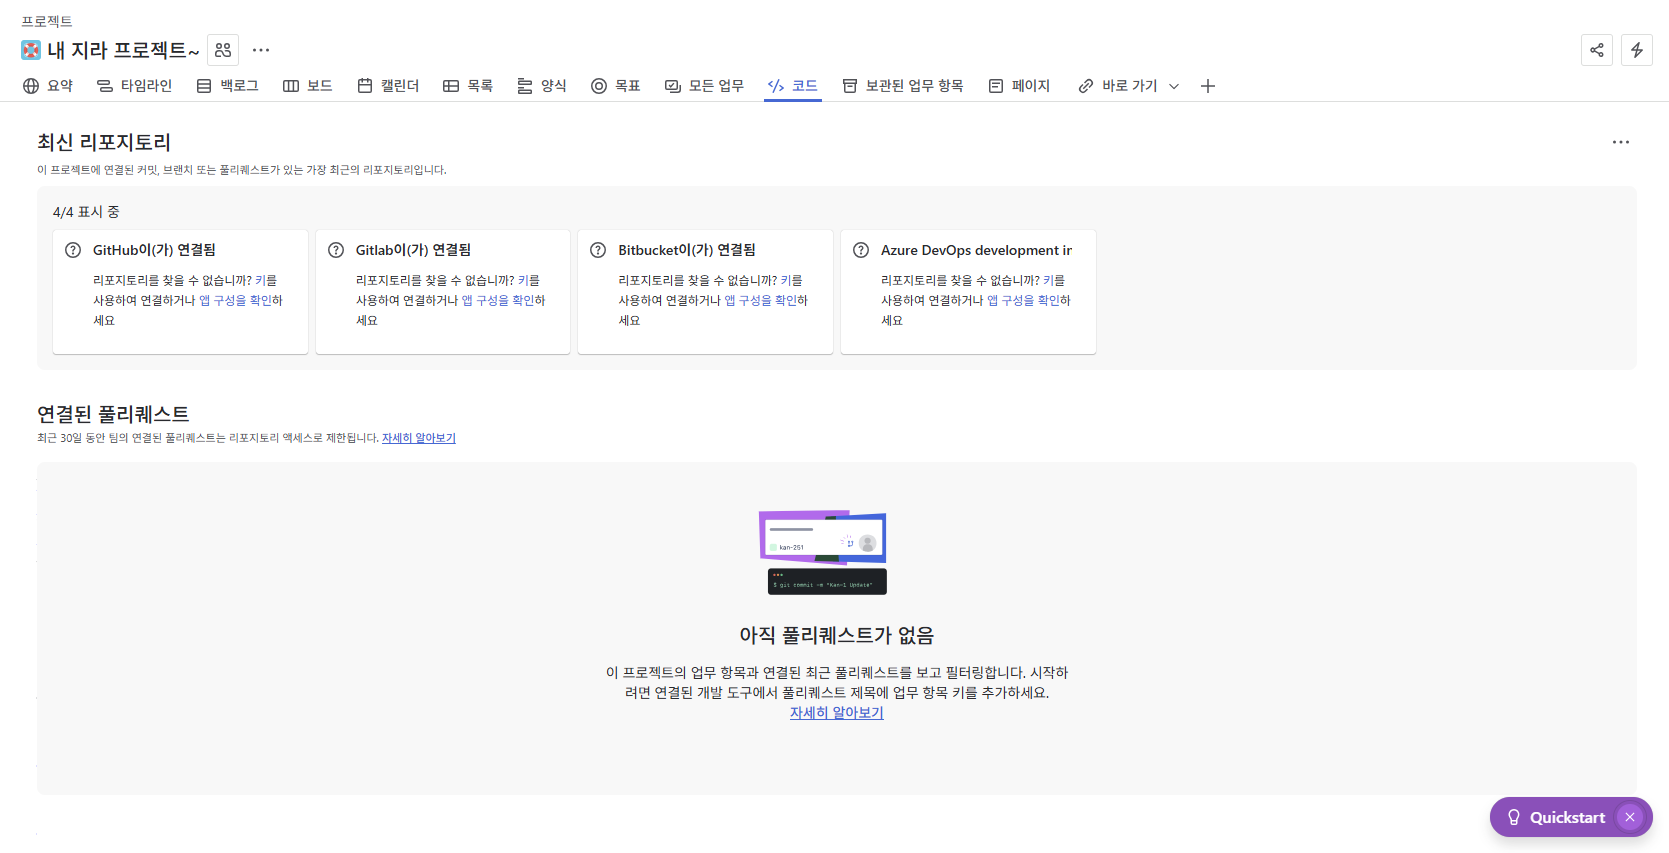 프로젝트
내 지라 프로젝트~
요약 타임라인 백로그 보드 캘린더 목록 양식 목표 모든 업무 코드 보관된 업무 항목 페이지 바로 가기
최신 리포지토리
이 프로젝트에 연결된 커밋, 브랜치 또는 풀리퀘스트가 있는 가장 최근의 리포지토리입니다.
4/4 표시 중
GitHub이(가) 연결됨
리포지토리를 찾을 수 없습니까? 키를
사용하여 연결하거나 앱 구성을 확인하
세요
Gitlab이(가) 연결됨
리포지토리를 찾을 수 없습니까? 키를
사용하여 연결하거나 앱 구성을 확인하
세요
Bitbucket이(가) 연결됨
리포지토리를 찾을 수 없습니까? 키를
사용하여 연결하거나 앱 구성을 확인하
세요
Azure DevOps development in
리포지토리를 찾을 수 없습니까? 키를
사용하여 연결하거나 앱 구성을 확인하
세요
연결된 풀리퀘스트
최근 30일 동안 팀의 연결된 풀리퀘스트는 리포지토리 액세스로 제한됩니다. 자세히 알아보기
kan-251
$ git commit -m "Kan-1 Update"
아직 풀리퀘스트가 없음
이 프로젝트의 업무 항목과 연결된 최근 풀리퀘스트를 보고 필터링합니다. 시작하
려면 연결된 개발 도구에서 풀리퀘스트 제목에 업무 항목 키를 추가하세요.
자세히 알아보기
Quickstart